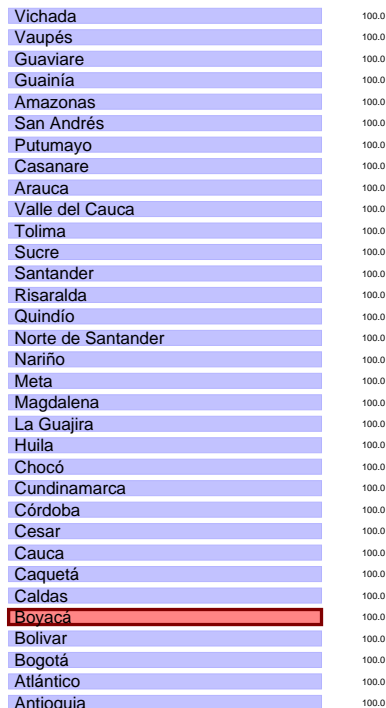 Vichada 100.0
Vaupés 100.0
Guaviare 100.0
Guainía 100.0
Amazonas 100.0
San Andrés 100.0
Putumayo 100.0
Casanare 100.0
Arauca 100.0
Valle del Cauca 100.0
Tolima 100.0
Sucre 100.0
Santander 100.0
Risaralda 100.0
Quindío 100.0
Norte de Santander 100.0
Nariño 100.0
Meta 100.0
Magdalena 100.0
La Guajira 100.0
Huila 100.0
Chocó 100.0
Cundinamarca 100.0
Córdoba 100.0
Cesar 100.0
Cauca 100.0
Caquetá 100.0
Caldas 100.0
Boyacá 100.0
Bolivar 100.0
Bogotá 100.0
Atlántico 100.0
Antioquia 100.0